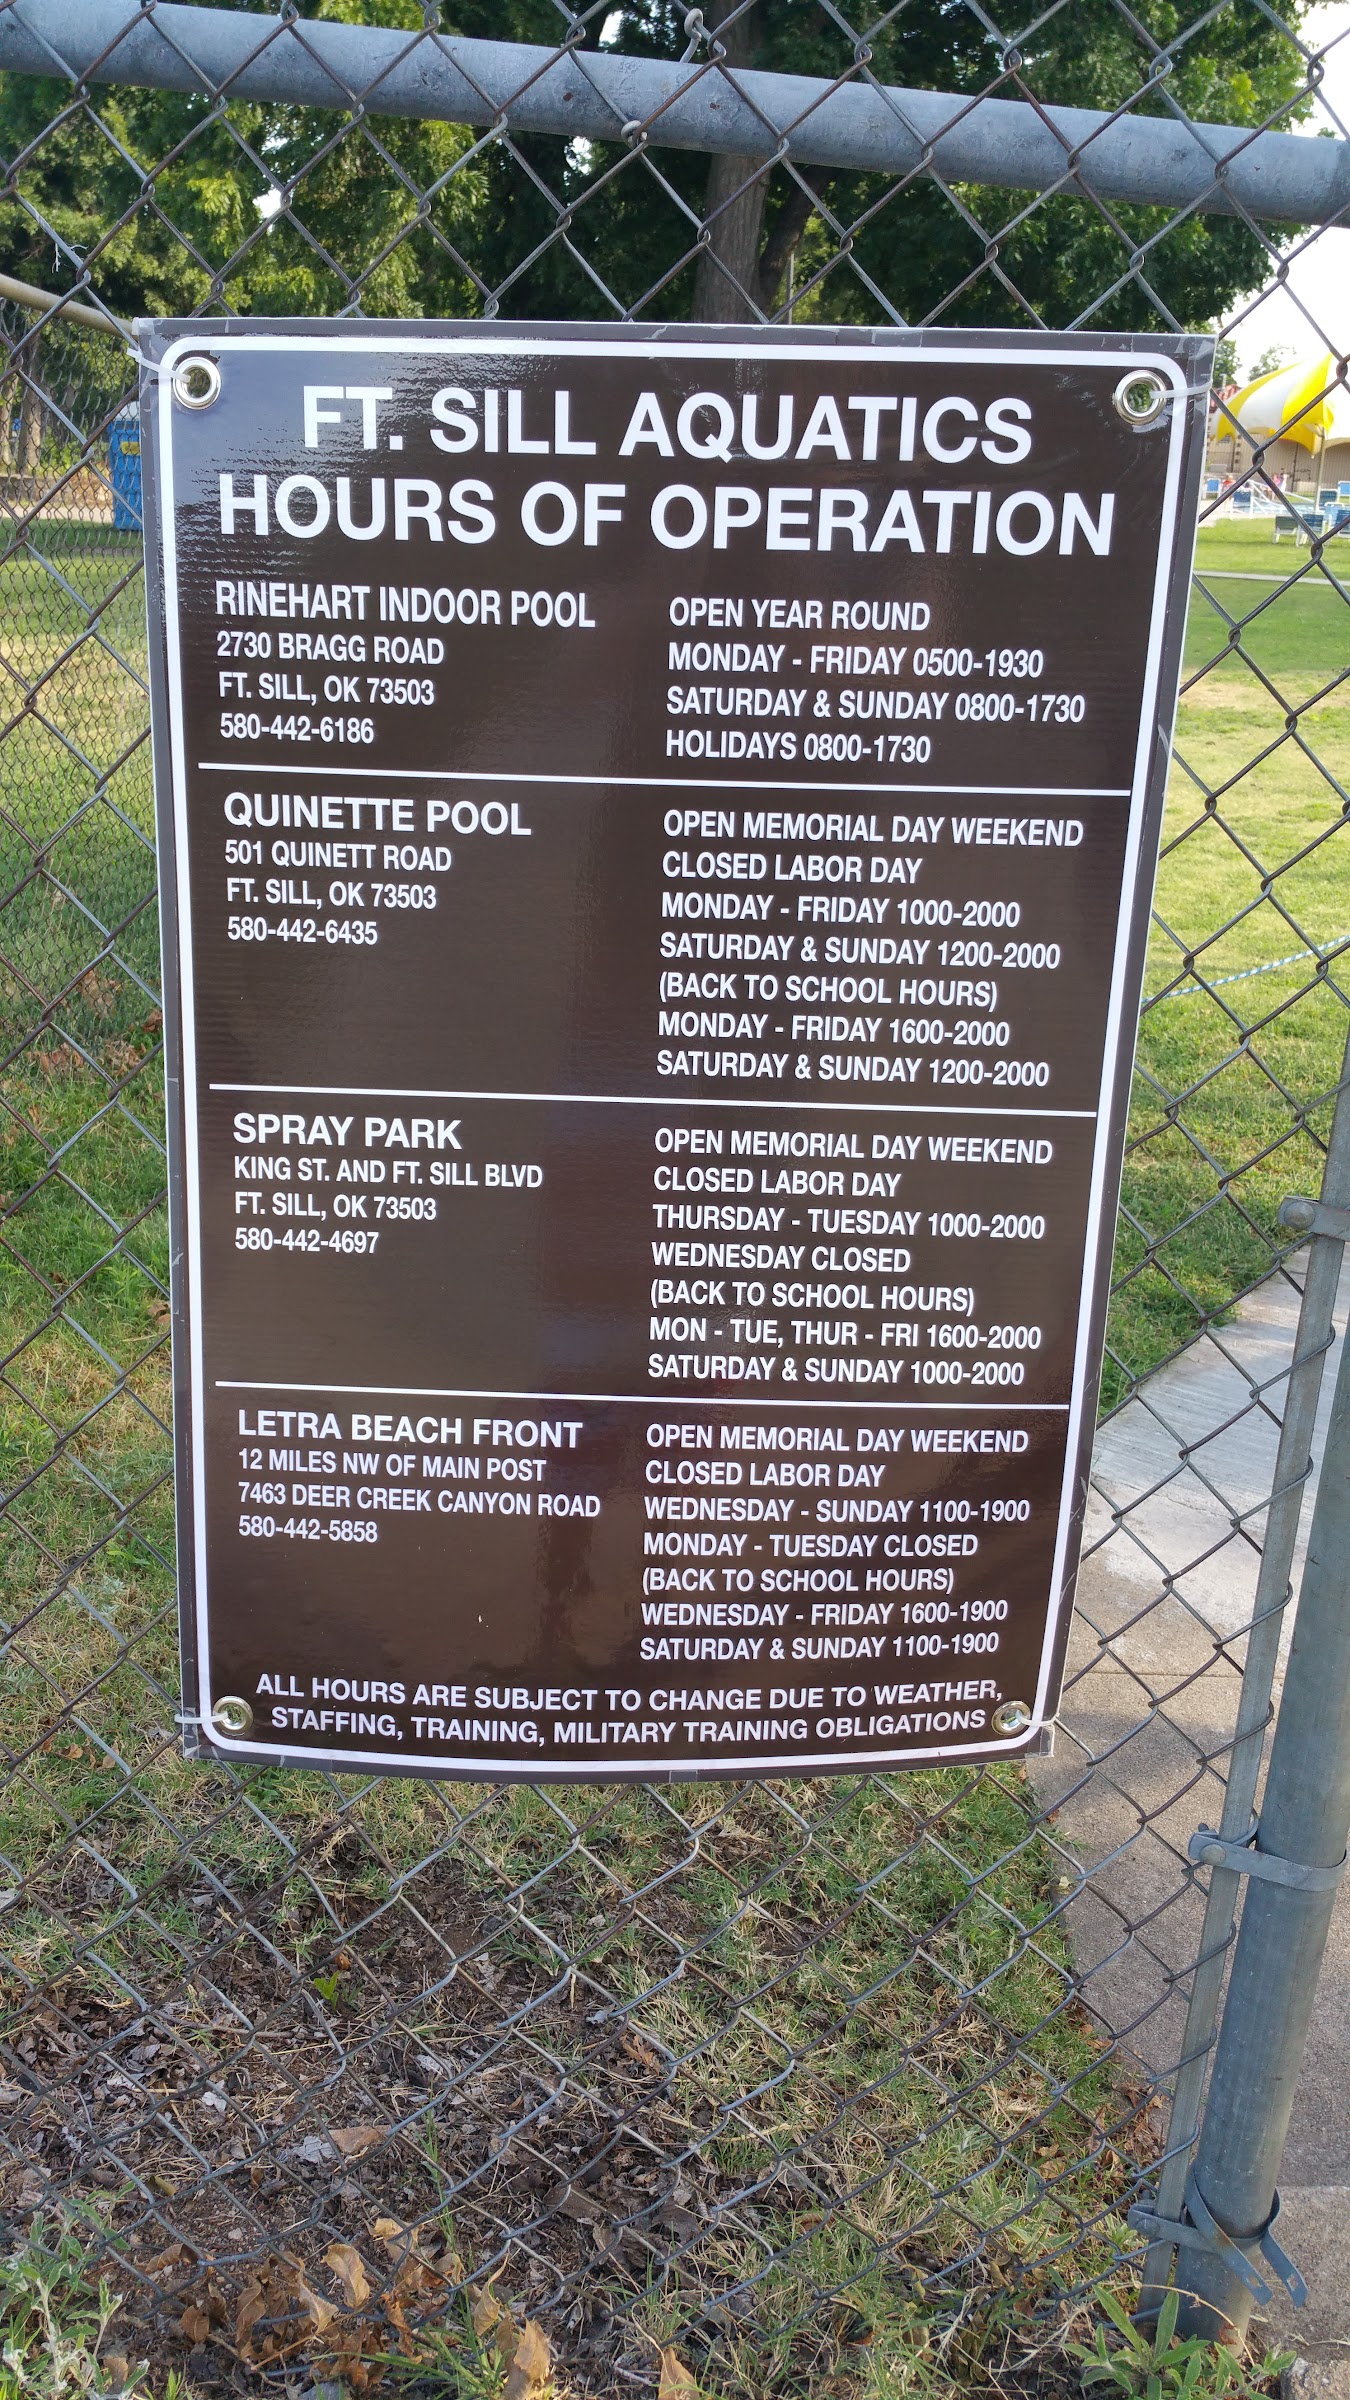 FT. SILL AQUATICS
HOURS OF OPERATION
RINEHART INDOOR POOL
2730 BRAGG ROAD
FT. SILL, OK 73503
580-442-6186
OPEN YEAR ROUND
MONDAY - FRIDAY 0500-1930
SATURDAY & SUNDAY 0800-1730
HOLIDAYS 0800-1730
QUINETTE POOL
501 QUINETT ROAD
FT. SILL, OK 73503
580-442-6435
OPEN MEMORIAL DAY WEEKEND
CLOSED LABOR DAY
MONDAY - FRIDAY 1000-2000
SATURDAY & SUNDAY 1200-2000
(BACK TO SCHOOL HOURS)
MONDAY - FRIDAY 1600-2000
SATURDAY & SUNDAY 1200-2000
SPRAY PARK
KING ST. AND FT. SILL BLVD
FT. SILL, OK 73503
580-442-4697
OPEN MEMORIAL DAY WEEKEND
CLOSED LABOR DAY
THURSDAY - TUESDAY 1000-2000
WEDNESDAY CLOSED
(BACK TO SCHOOL HOURS)
MON - TUE, THUR - FRI 1600-2000
SATURDAY & SUNDAY 1000-2000
LETRA BEACH FRONT
12 MILES NW OF MAIN POST
7463 DEER CREEK CANYON ROAD
580-442-5858
OPEN MEMORIAL DAY WEEKEND
CLOSED LABOR DAY
WEDNESDAY - SUNDAY 1100-1900
MONDAY - TUESDAY CLOSED
(BACK TO SCHOOL HOURS)
WEDNESDAY - FRIDAY 1600-1900
SATURDAY & SUNDAY 1100-1900
ALL HOURS ARE SUBJECT TO CHANGE DUE TO WEATHER,
STAFFING, TRAINING, MILITARY TRAINING OBLIGATIONS